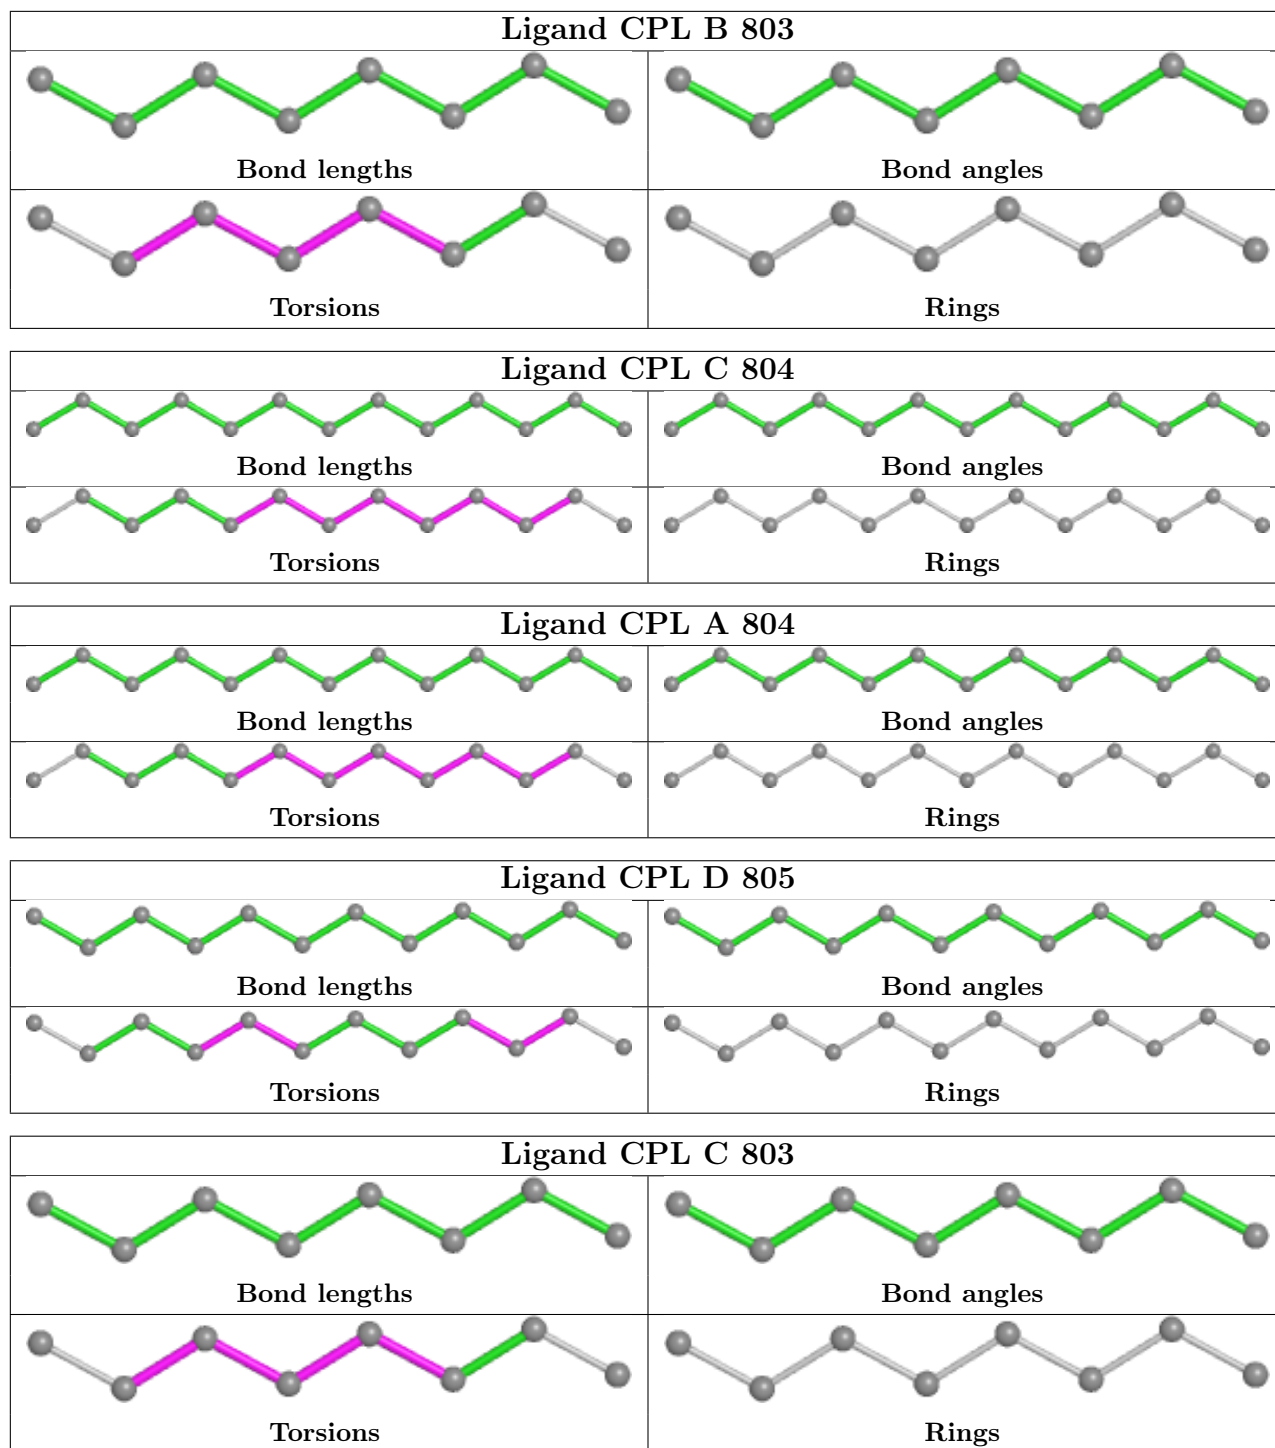 Ligand CPL B 803
Bond lengths Bond angles
Torsions Rings
Ligand CPL C 804
Bond lengths Bond angles
Torsions Rings
Ligand CPL A 804
Bond lengths Bond angles
Torsions Rings
Ligand CPL D 805
Bond lengths Bond angles
Torsions Rings
Ligand CPL C 803
Bond lengths Bond angles
Torsions Rings